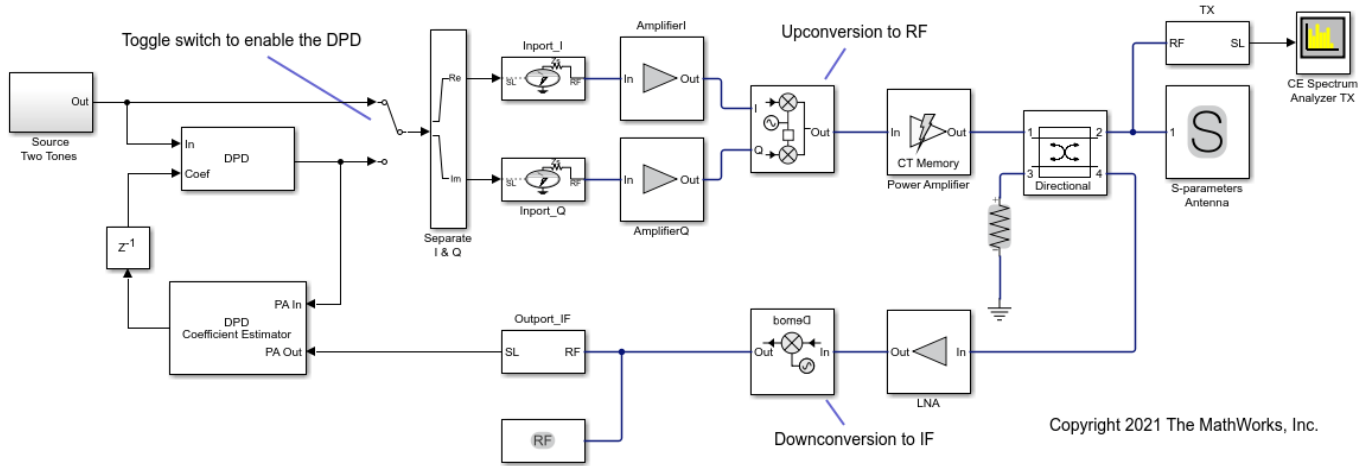 Toggle switch to enable the DPD
Out
Source
Two Tones
In
Coef
DPD
Z-1
PA In
DPD
Coefficient Estimator
PA Out
Re
Im
Separate
I & Q
Inport_I
SL
Zs
RF
Inport_Q
SL
Zs
RF
AmplifierI
In
Out
In
Out
AmplifierQ
Upconversion to RF
I
Q
Out
In
Out
CT Memory
Power Amplifier
1
2
3
4
Directional
+
-
TX
RF
SL
CE Spectrum
Analyzer TX
1
S
S-parameters
Antenna
Outport_IF
SL
RF
RF
Demod
Out
In
Downconversion to IF
Out
In
LNA
Copyright 2021 The MathWorks, Inc.